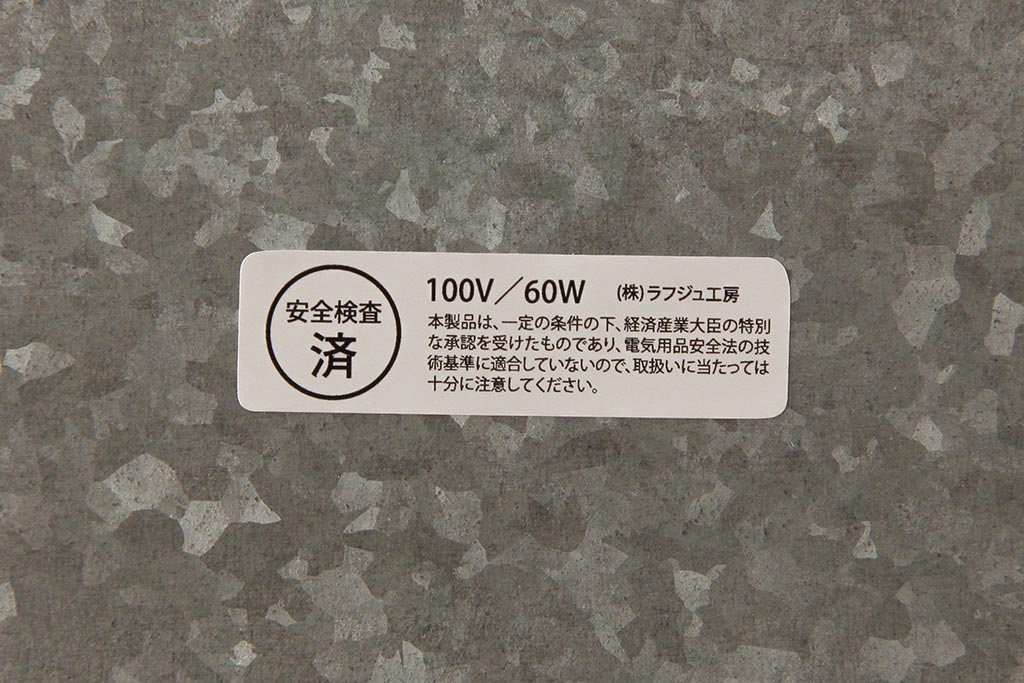 安全検査
済
100V／60W （株）ラフジュ工房
本製品は、一定の条件の下、経済産業大臣の特別
な承認を受けたものであり、電気用品安全法の技
術基準に適合していないので、取扱いに当たっては
十分に注意してください。